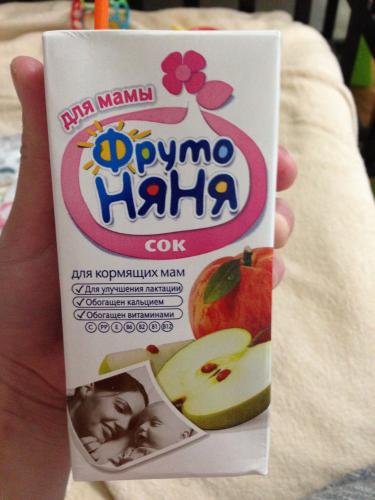 для мамы
Фруто
НЯНЯ
сок
для кормящих мам
Для улучшения лактации
Обогащен кальцием
Обогащен витаминами
C PP E B6 B2 B1 B12